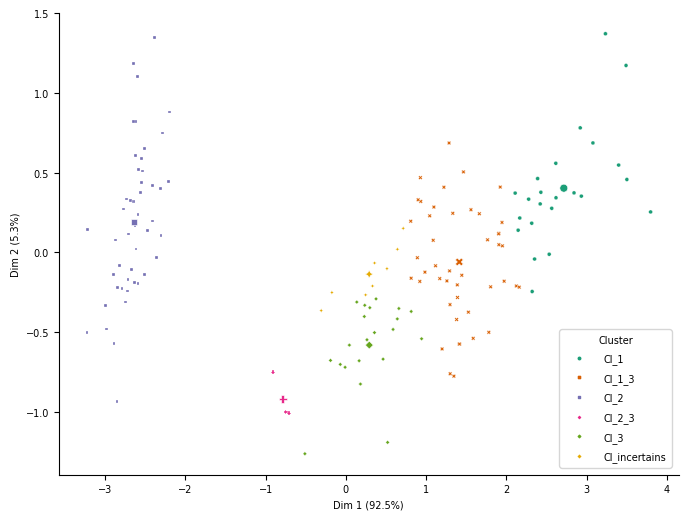 1.5
1.0
0.5
0.0
−0.5
−1.0
Dim 2 (5.3%)
−3
−2
−1
0
1
2
3
4
Dim 1 (92.5%)
Cluster
Cl_1
Cl_1_3
Cl_2
Cl_2_3
Cl_3
Cl_incertains